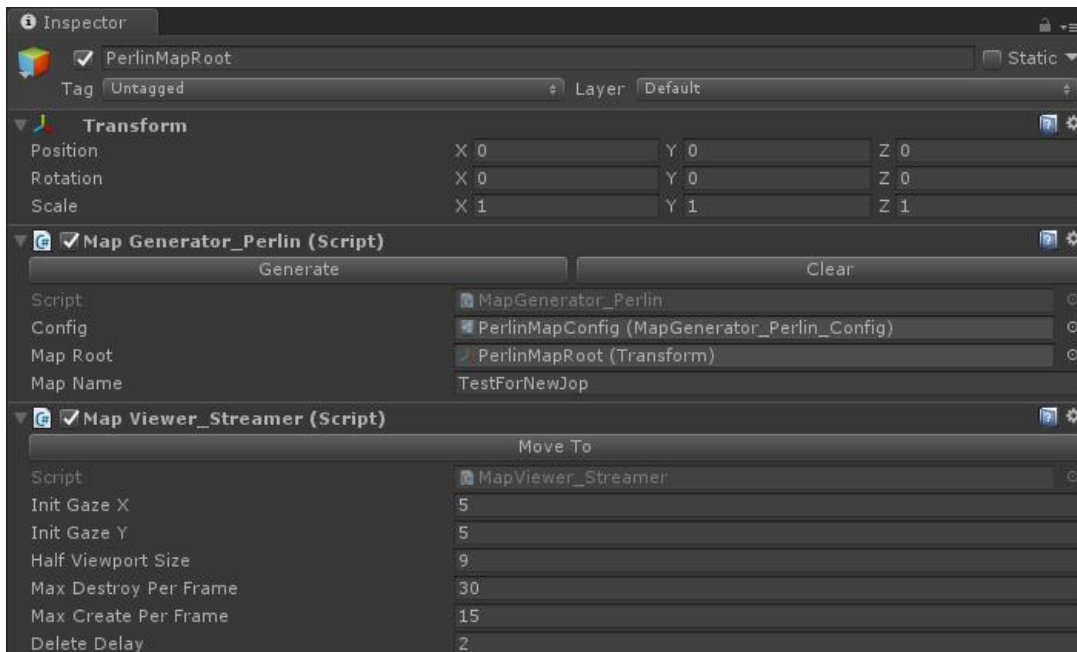 Inspector
PerlinMapRoot Static
Tag Untagged Layer Default
Transform
Position X 0 Y 0 Z 0
Rotation X 0 Y 0 Z 0
Scale X 1 Y 1 Z 1
Map Generator_Perlin (Script)
Generate Clear
Script MapGenerator_Perlin
Config PerlinMapConfig (MapGenerator_Perlin_Config)
Map Root PerlinMapRoot (Transform)
Map Name TestForNewJop
Map Viewer_Streamer (Script)
Move To
Script MapViewer_Streamer
Init Gaze X 5
Init Gaze Y 5
Half Viewport Size 9
Max Destroy Per Frame 30
Max Create Per Frame 15
Delete Delay 2